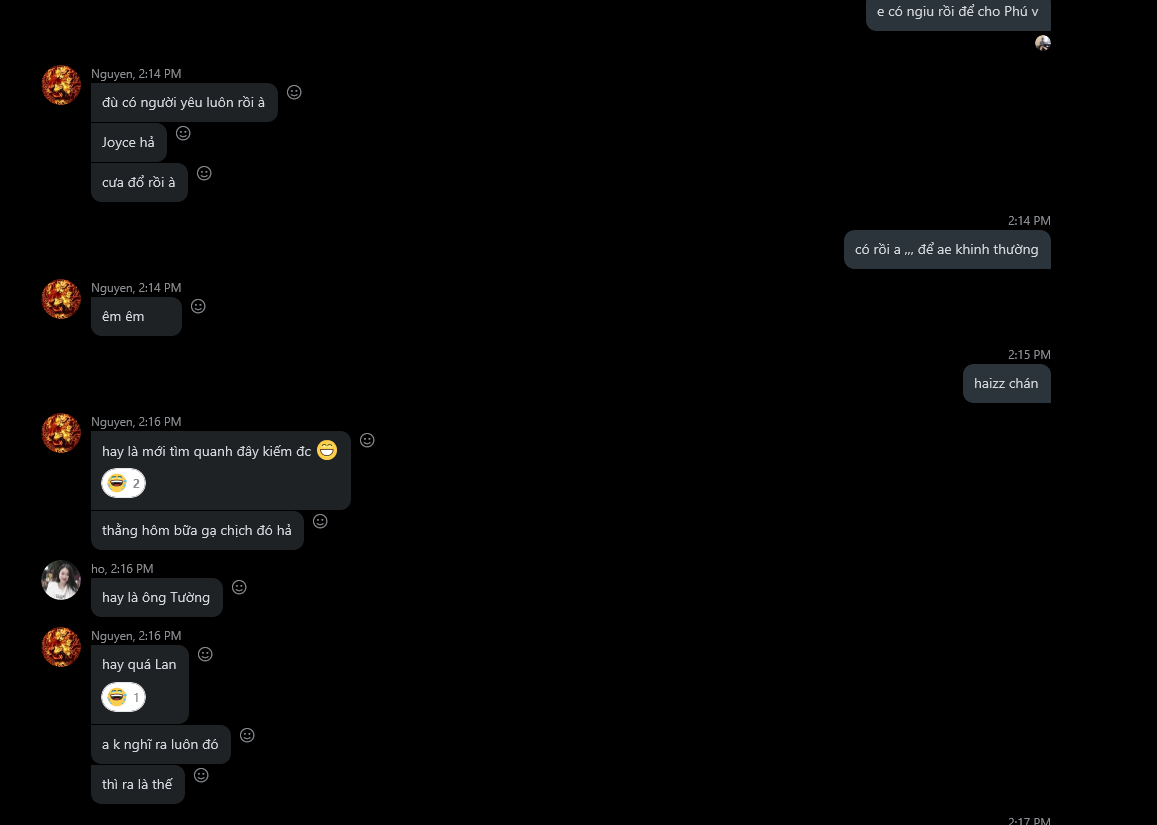 e có ngiu rồi để cho Phú v
Nguyen, 2:14 PM
đù có người yêu luôn rồi à
Joyce hả
cưa đổ rồi à
2:14 PM
có rồi a ,,, để ae khinh thường
Nguyen, 2:14 PM
êm êm
2:15 PM
haizz chán
Nguyen, 2:16 PM
hay là mới tìm quanh đây kiếm đc
2
thằng hôm bữa gạ chịch đó hả
ho, 2:16 PM
hay là ông Tường
Nguyen, 2:16 PM
hay quá Lan
1
a k nghĩ ra luôn đó
thì ra là thế
2:17 PM